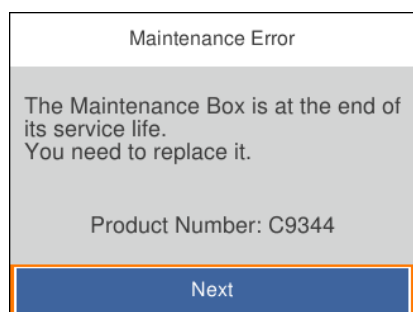 Maintenance Error
The Maintenance Box is at the end of
its service life.
You need to replace it.
Product Number: C9344
Next